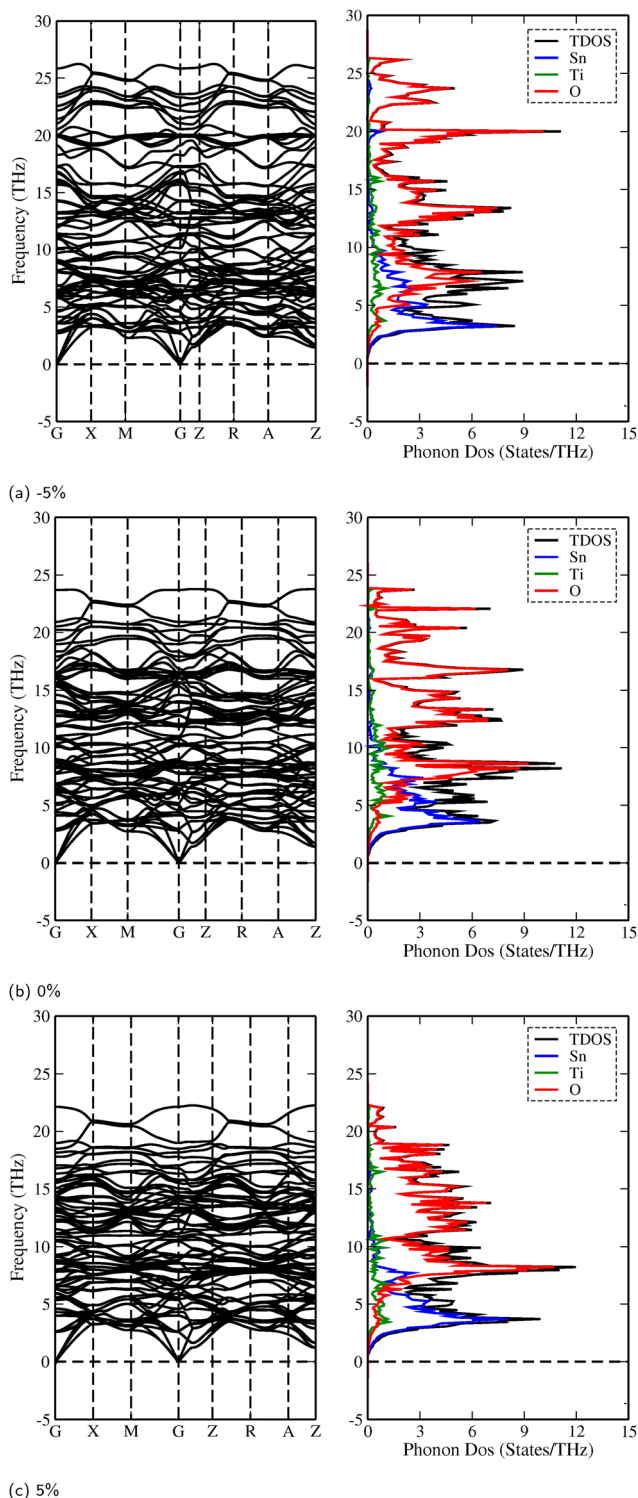 30
25
20
15
10
5
0
-5
Frequency (THz)
G X M G Z R A Z
30
25
20
15
10
5
0
-5
TDOS
Sn
Ti
O
0 3 6 9 12 15
Phonon Dos (States/THz)
(a) -5%
30
25
20
15
10
5
0
-5
Frequency (THz)
G X M G Z R A Z
30
25
20
15
10
5
0
-5
TDOS
Sn
Ti
O
0 3 6 9 12 15
Phonon Dos (States/THz)
(b) 0%
30
25
20
15
10
5
0
-5
Frequency (THz)
G X M G Z R A Z
30
25
20
15
10
5
0
-5
TDOS
Sn
Ti
O
0 3 6 9 12 15
Phonon Dos (States/THz)
(c) 5%